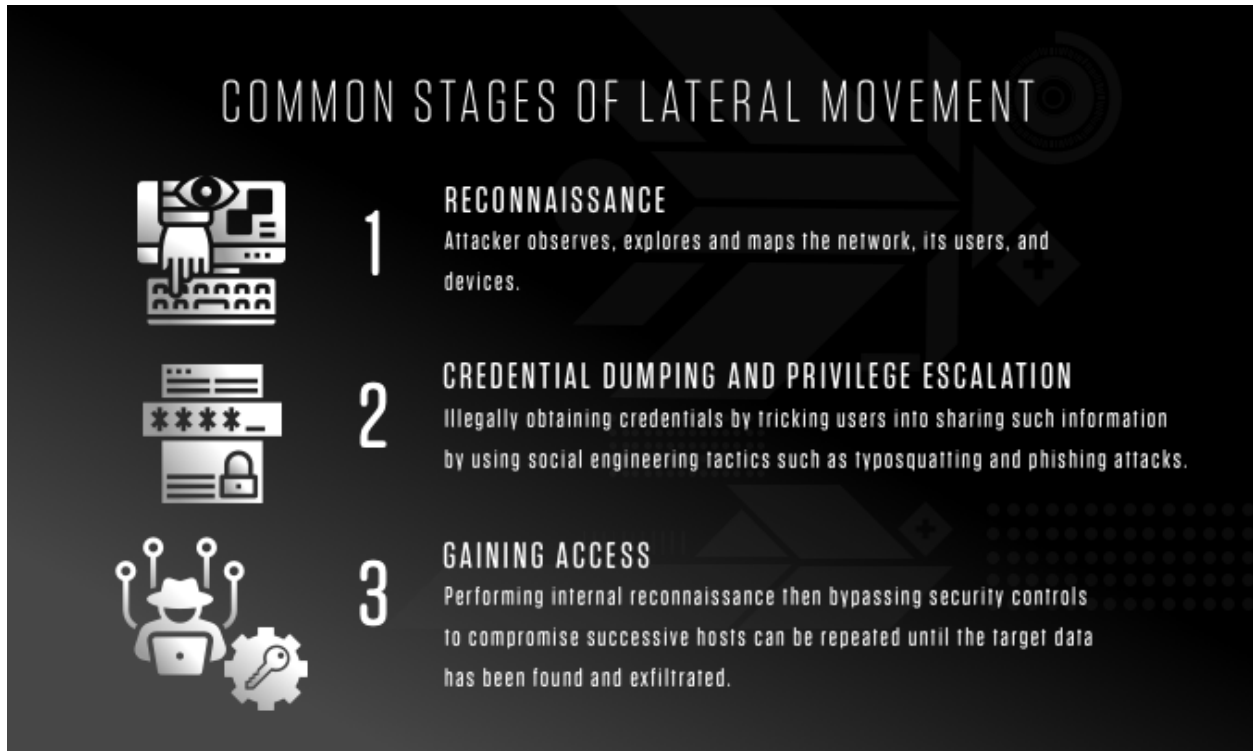 COMMON STAGES OF LATERAL MOVEMENT
1
RECONNAISSANCE
Attacker observes, explores and maps the network, its users, and
devices.
****_
2
CREDENTIAL DUMPING AND PRIVILEGE ESCALATION
Illegally obtaining credentials by tricking users into sharing such information
by using social engineering tactics such as typosquatting and phishing attacks.
3
GAINING ACCESS
Performing internal reconnaissance then bypassing security controls
to compromise successive hosts can be repeated until the target data
has been found and exfiltrated.